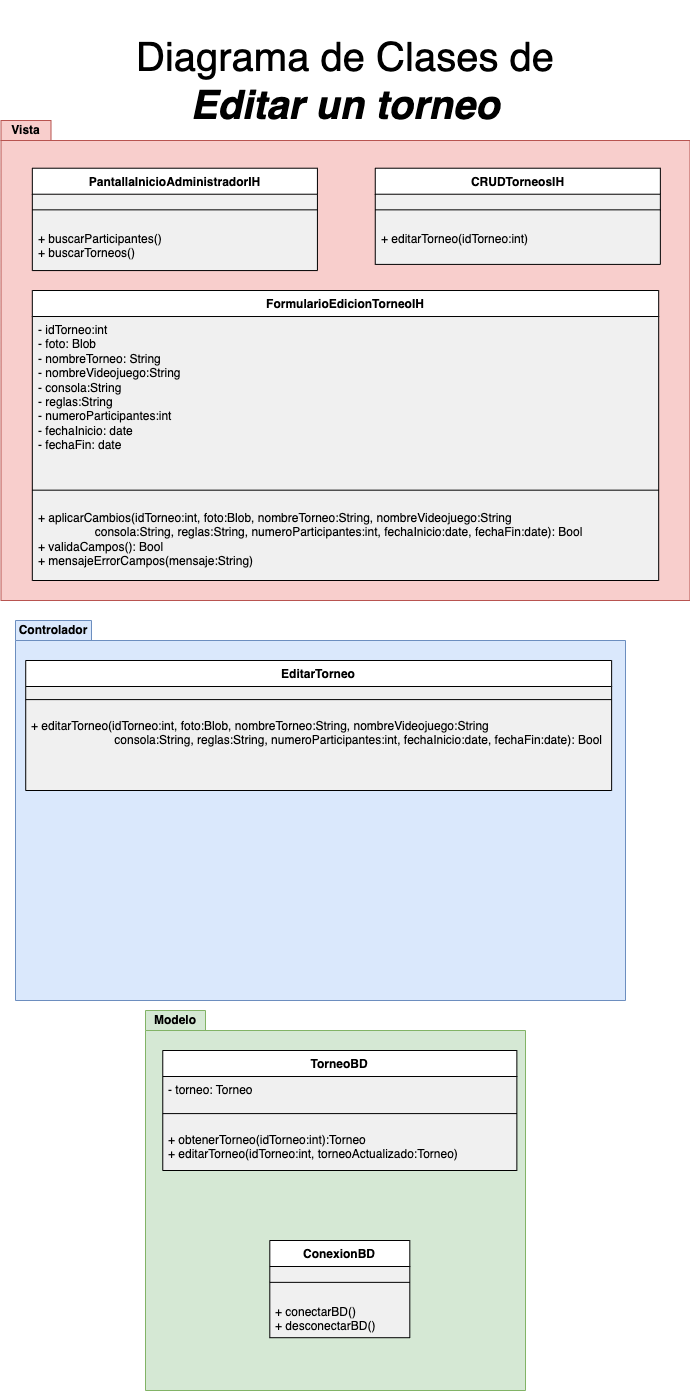 Diagrama de Clases de
Editar un torneo
Vista
PantallaInicioAdministradorIH
+ buscarParticipantes()
+ buscarTorneos()
CRUDTorneosIH
+ editarTorneo(idTorneo:int)
FormularioEdicionTorneoIH
- idTorneo:int
- foto: Blob
- nombreTorneo: String
- nombreVideojuego:String
- consola:String
- reglas:String
- numeroParticipantes:int
- fechaInicio: date
- fechaFin: date
+ aplicarCambios(idTorneo:int, foto:Blob, nombreTorneo:String, nombreVideojuego:String
consola:String, reglas:String, numeroParticipantes:int, fechaInicio:date, fechaFin:date): Bool
+ validaCampos(): Bool
+ mensajeErrorCampos(mensaje:String)
Controlador
EditarTorneo
+ editarTorneo(idTorneo:int, foto:Blob, nombreTorneo:String, nombreVideojuego:String
consola:String, reglas:String, numeroParticipantes:int, fechaInicio:date, fechaFin:date): Bool
Modelo
TorneoBD
- torneo: Torneo
+ obtenerTorneo(idTorneo:int):Torneo
+ editarTorneo(idTorneo:int, torneoActualizado:Torneo)
ConexionBD
+ conectarBD()
+ desconectarBD()